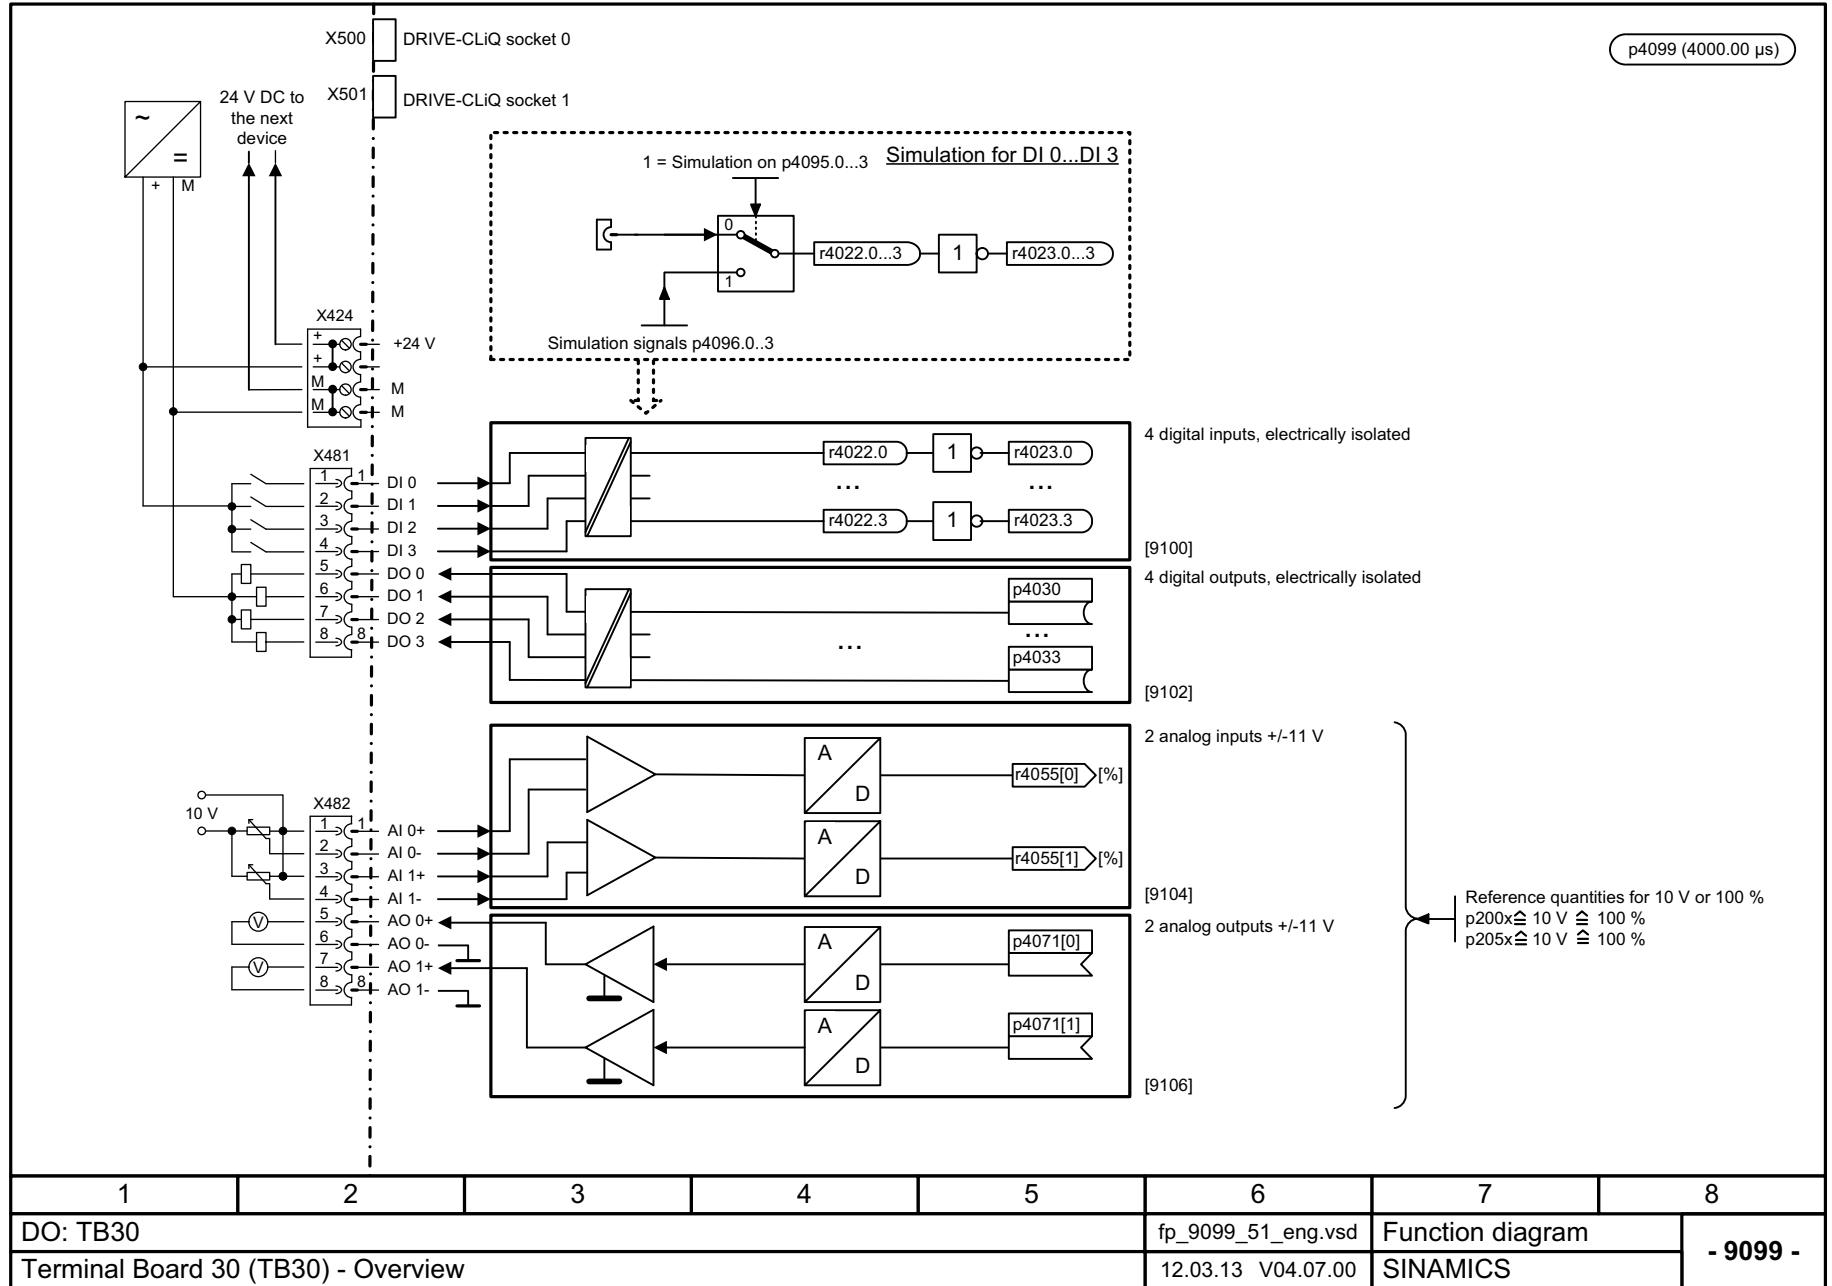 X500 DRIVE-CLiQ socket 0
p4099 (4000.00 µs)
X501 DRIVE-CLiQ socket 1
24 V DC to
the next
device
~
=
+ M
1 = Simulation on p4095.0...3 Simulation for DI 0...DI 3
0
1
r4022.0...3 1 r4023.0...3
Simulation signals p4096.0..3
X424
+ +24 V
+
M M
M M
4 digital inputs, electrically isolated
X481
1 1 DI 0
2 DI 1
3 DI 2
4 DI 3
5 DO 0
6 DO 1
7 DO 2
8 8 DO 3
r4022.0 1 r4023.0
... ...
r4022.3 1 r4023.3
[9100]
4 digital outputs, electrically isolated
p4030
... ...
p4033
[9102]
2 analog inputs +/-11 V
10 V
X482
1 1 AI 0+
2 AI 0-
3 AI 1+
4 AI 1-
5 AO 0+
6 AO 0-
7 AO 1+
8 8 AO 1-
V
V
A
D
r4055[0] [%]
A
D
r4055[1] [%]
[9104]
2 analog outputs +/-11 V
A
D
p4071[0]
A
D
p4071[1]
[9106]
Reference quantities for 10 V or 100 %
p200x ≙ 10 V ≙ 100 %
p205x ≙ 10 V ≙ 100 %
1 2 3 4 5 6 7 8
DO: TB30 fp_9099_51_eng.vsd Function diagram
- 9099 -
Terminal Board 30 (TB30) - Overview 12.03.13 V04.07.00 SINAMICS